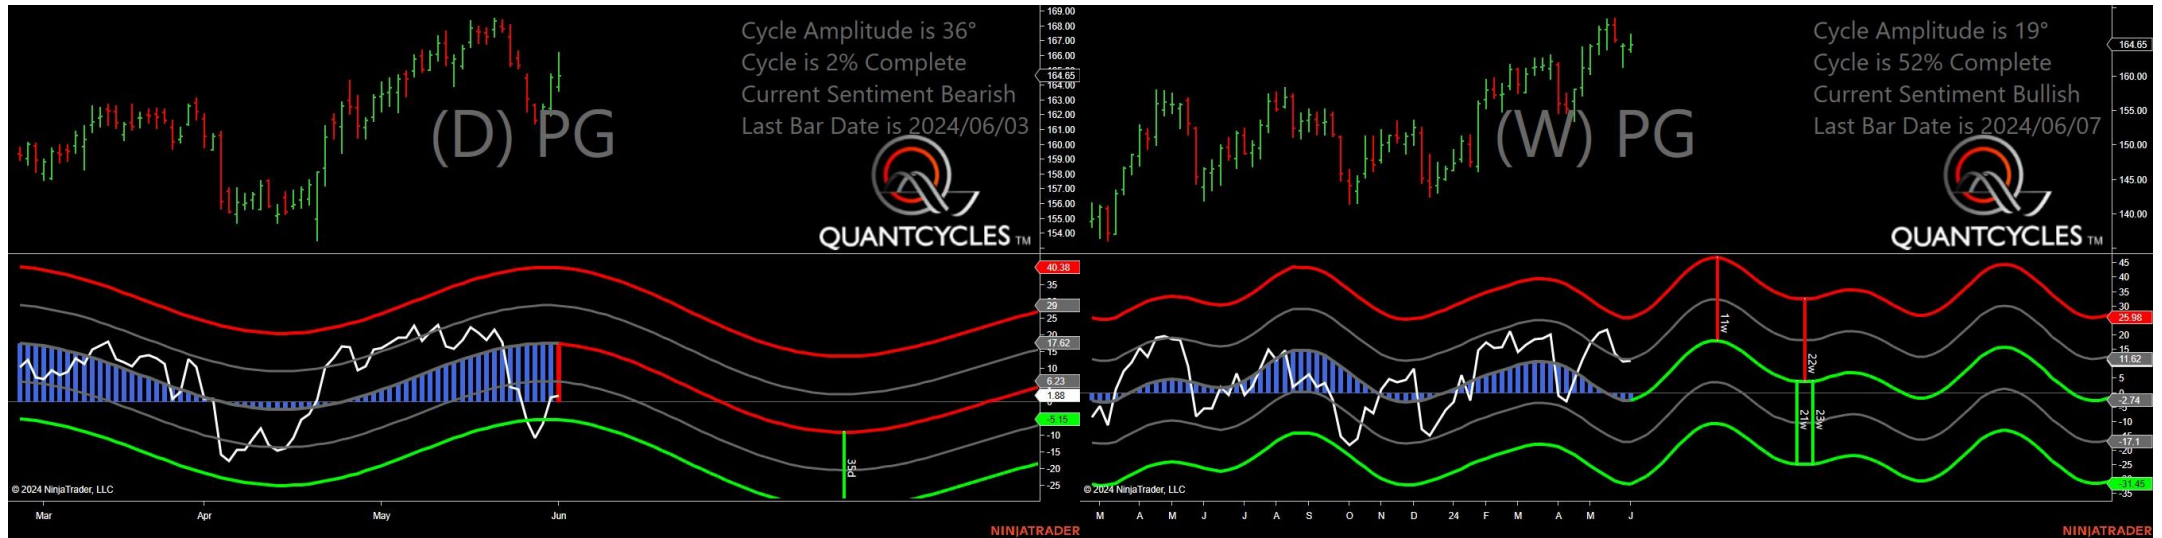 Cycle Amplitude is 36°
Cycle is 2% Complete
Current Sentiment Bearish
Last Bar Date is 2024/06/03
(D) PG
QUANTCYCLES TM
169.00
168.00
167.00
166.00
164.65
164.00
163.00
162.00
161.00
160.00
159.00
158.00
157.00
156.00
155.00
154.00
40.38
35
29
25
20
17.62
15
10
6.23
1.88
-5.15
-10
-15
-20
-25
35d
© 2024 NinjaTrader, LLC
Mar
Apr
May
Jun
NINJATRADER
Cycle Amplitude is 19°
Cycle is 52% Complete
Current Sentiment Bullish
Last Bar Date is 2024/06/07
(W) PG
QUANTCYCLES TM
164.65
160.00
155.00
150.00
145.00
140.00
45
40
35
30
25.98
20
15
11.62
5
-2.74
-10
-17.1
-20
-25
-31.45
-35
11w
22w
21w
23w
© 2024 NinjaTrader, LLC
M
A
M
J
J
A
S
O
N
D
24
F
M
A
M
J
NINJATRADER